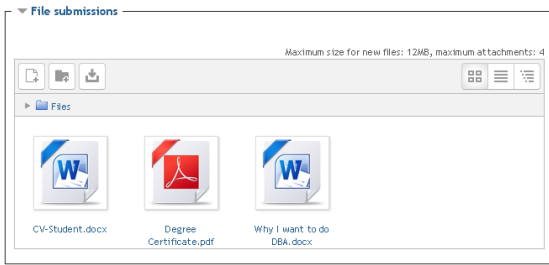 File submissions
Maximum size for new files: 12MB, maximum attachments: 4
Files
W
W
CV-Student.docx
Degree
Certificate.pdf
Why I want to do
DBA.docx